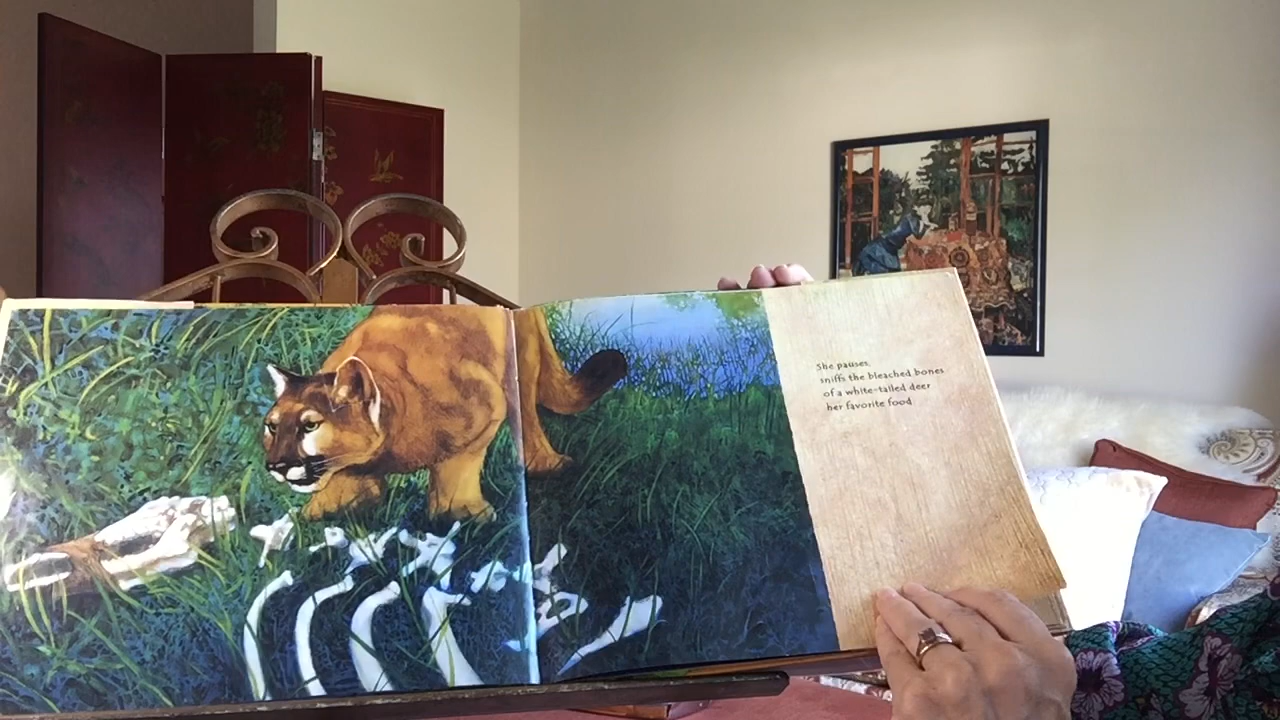 She pauses,
sniffs the bleached bones
of a white-tailed deer
her favorite food